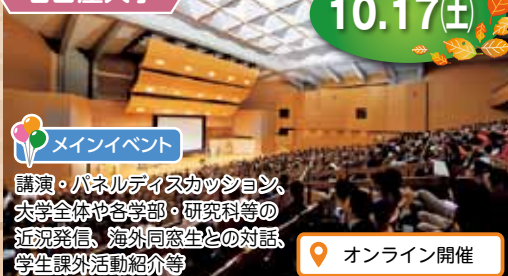 10.17(土)
メインイベント
講演・パネルディスカッション、
大学全体や各学部・研究科等の
近況発信、海外同窓生との対話、
学生課外活動紹介等
オンライン開催